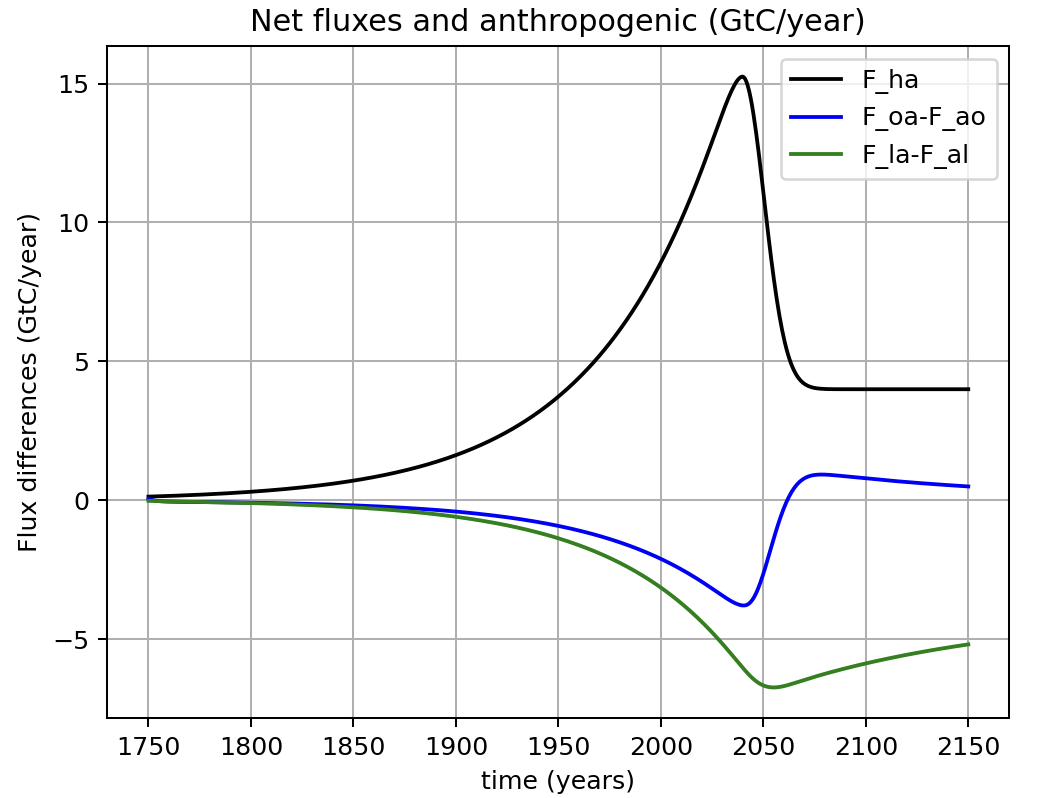 Net fluxes and anthropogenic (GtC/year)
F_ha
F_oa-F_ao
F_la-F_al
Flux differences (GtC/year)
15
10
5
0
−5
1750 1800 1850 1900 1950 2000 2050 2100 2150
time (years)